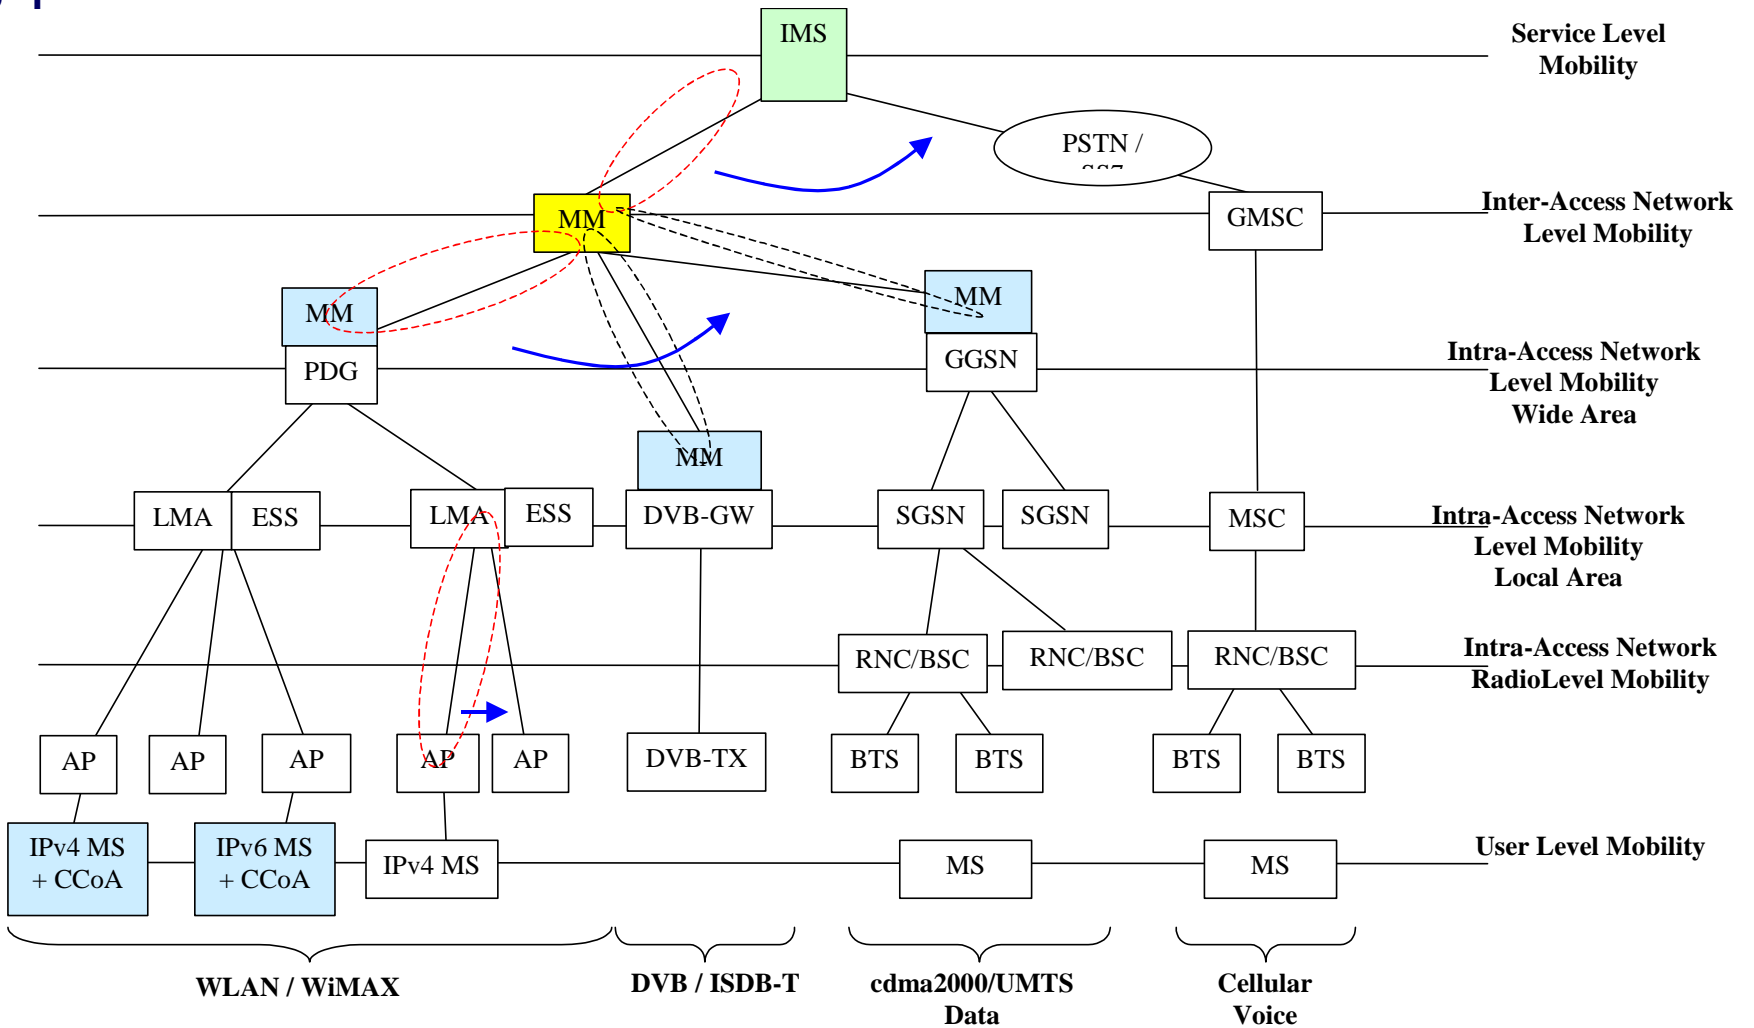 IMS
Service Level
Mobility
PSTN /
MM
GMSC
Inter-Access Network
Level Mobility
MM
MM
PDG
GGSN
Intra-Access Network
Level Mobility
Wide Area
MM
LMA
ESS
LMA
ESS
DVB-GW
SGSN
SGSN
MSC
Intra-Access Network
Level Mobility
Local Area
RNC/BSC
RNC/BSC
RNC/BSC
Intra-Access Network
RadioLevel Mobility
AP
AP
AP
AP
AP
DVB-TX
BTS
BTS
BTS
BTS
IPv4 MS
+ CCoA
IPv6 MS
+ CCoA
IPv4 MS
MS
MS
User Level Mobility
WLAN / WiMAX
DVB / ISDB-T
cdma2000/UMTS
Data
Cellular
Voice